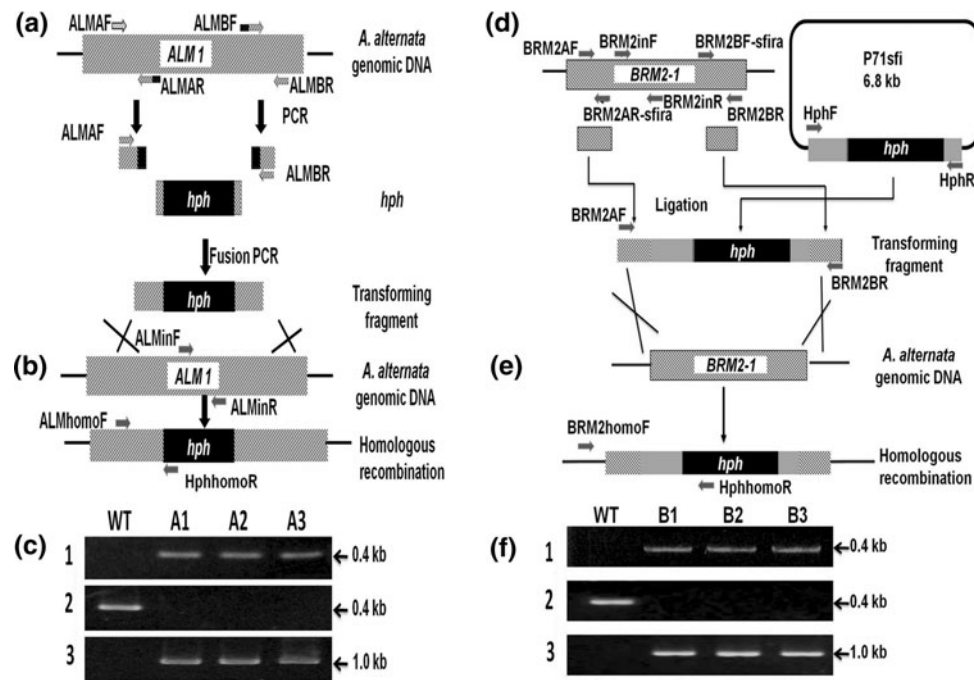 (a)
ALMAF
ALMBF
ALM1
A. alternata
genomic DNA
ALMAR
ALMBR
PCR
ALMAF
ALMBR
hph
hph
Fusion PCR
hph
Transforming
fragment
ALMinF
(b)
ALM1
A. alternata
genomic DNA
ALMinR
ALMhomoF
hph
Homologous
recombination
HphhomoR
(c)
WT A1 A2 A3
1 0.4 kb
2 0.4 kb
3 1.0 kb
(d)
BRM2AF
BRM2inF
BRM2BF-sfira
P71sfi
6.8 kb
BRM2-1
BRM2inR
BRM2AR-sfira
BRM2BR
HphF
hph
HphR
Ligation
BRM2AF
hph
Transforming
fragment
BRM2BR
(e)
BRM2-1
A. alternata
genomic DNA
BRM2homoF
hph
Homologous
recombination
HphhomoR
(f)
WT B1 B2 B3
1 0.4 kb
2 0.4 kb
3 1.0 kb